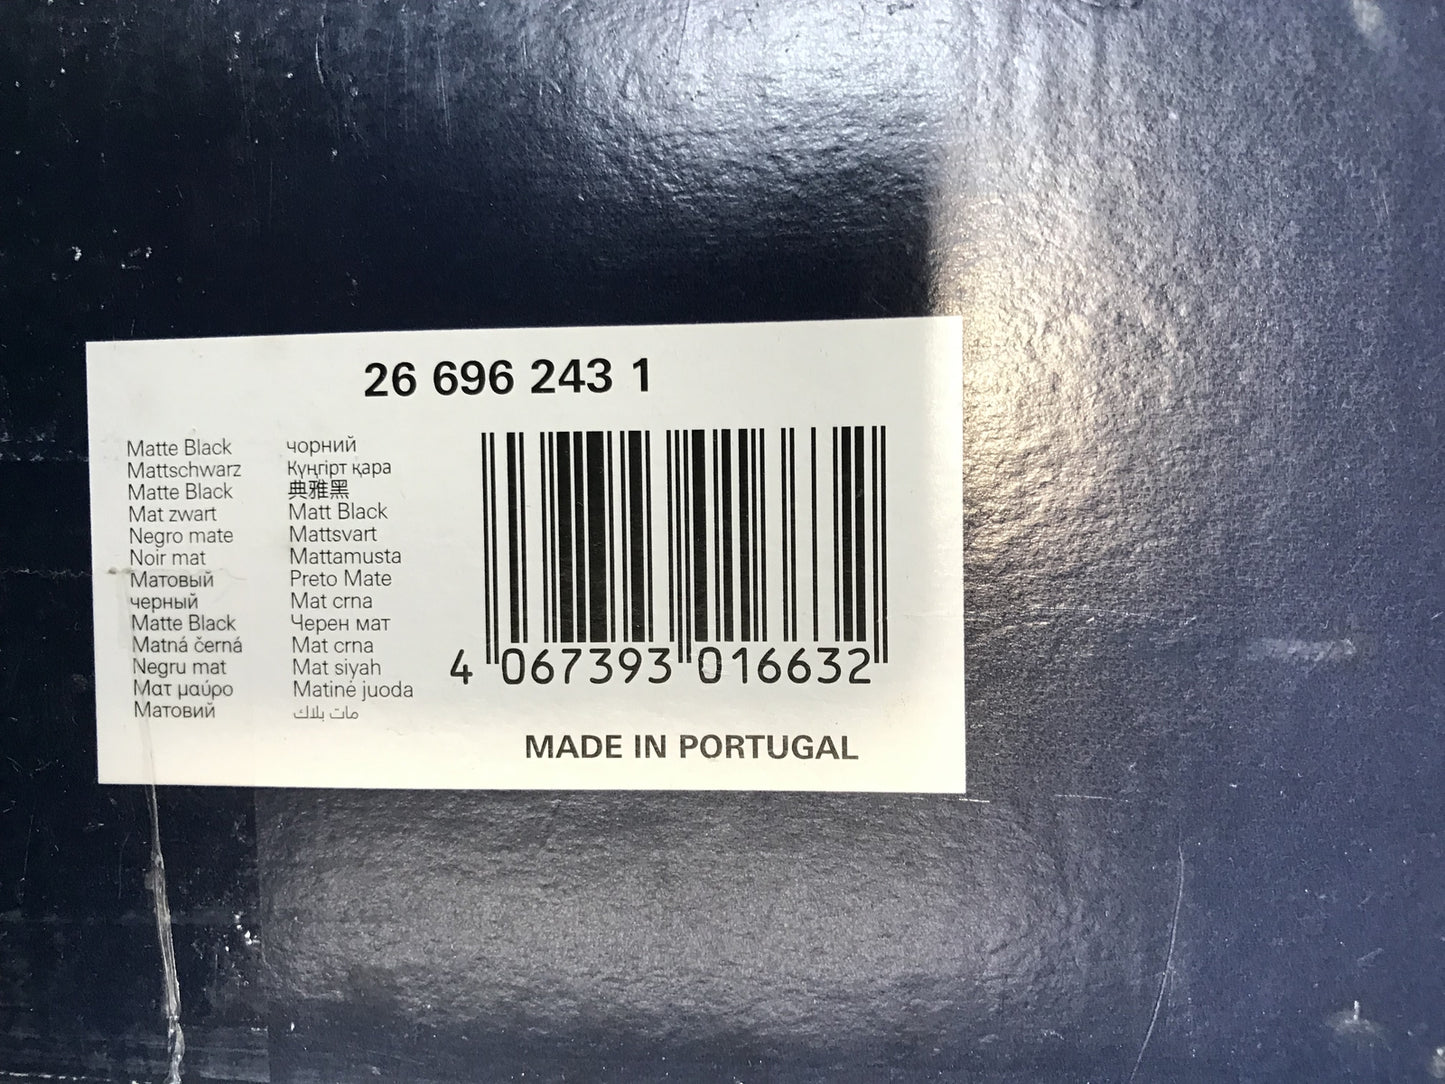 26 696 243 1
Matte Black
Mattschwarz
Matte Black
Mat zwart
Negro mate
Noir mat
Матовый
черный
Matte Black
Matná černá
Negru mat
Ματ μαύρο
Матовий
чорний
Күңгірт қара
典雅黑
Matt Black
Mattsvart
Mattamusta
Preto Mate
Mat crna
Черен мат
Mat crna
Mat siyah
Matinė juoda
مات بلاك
4 067393 016632
MADE IN PORTUGAL